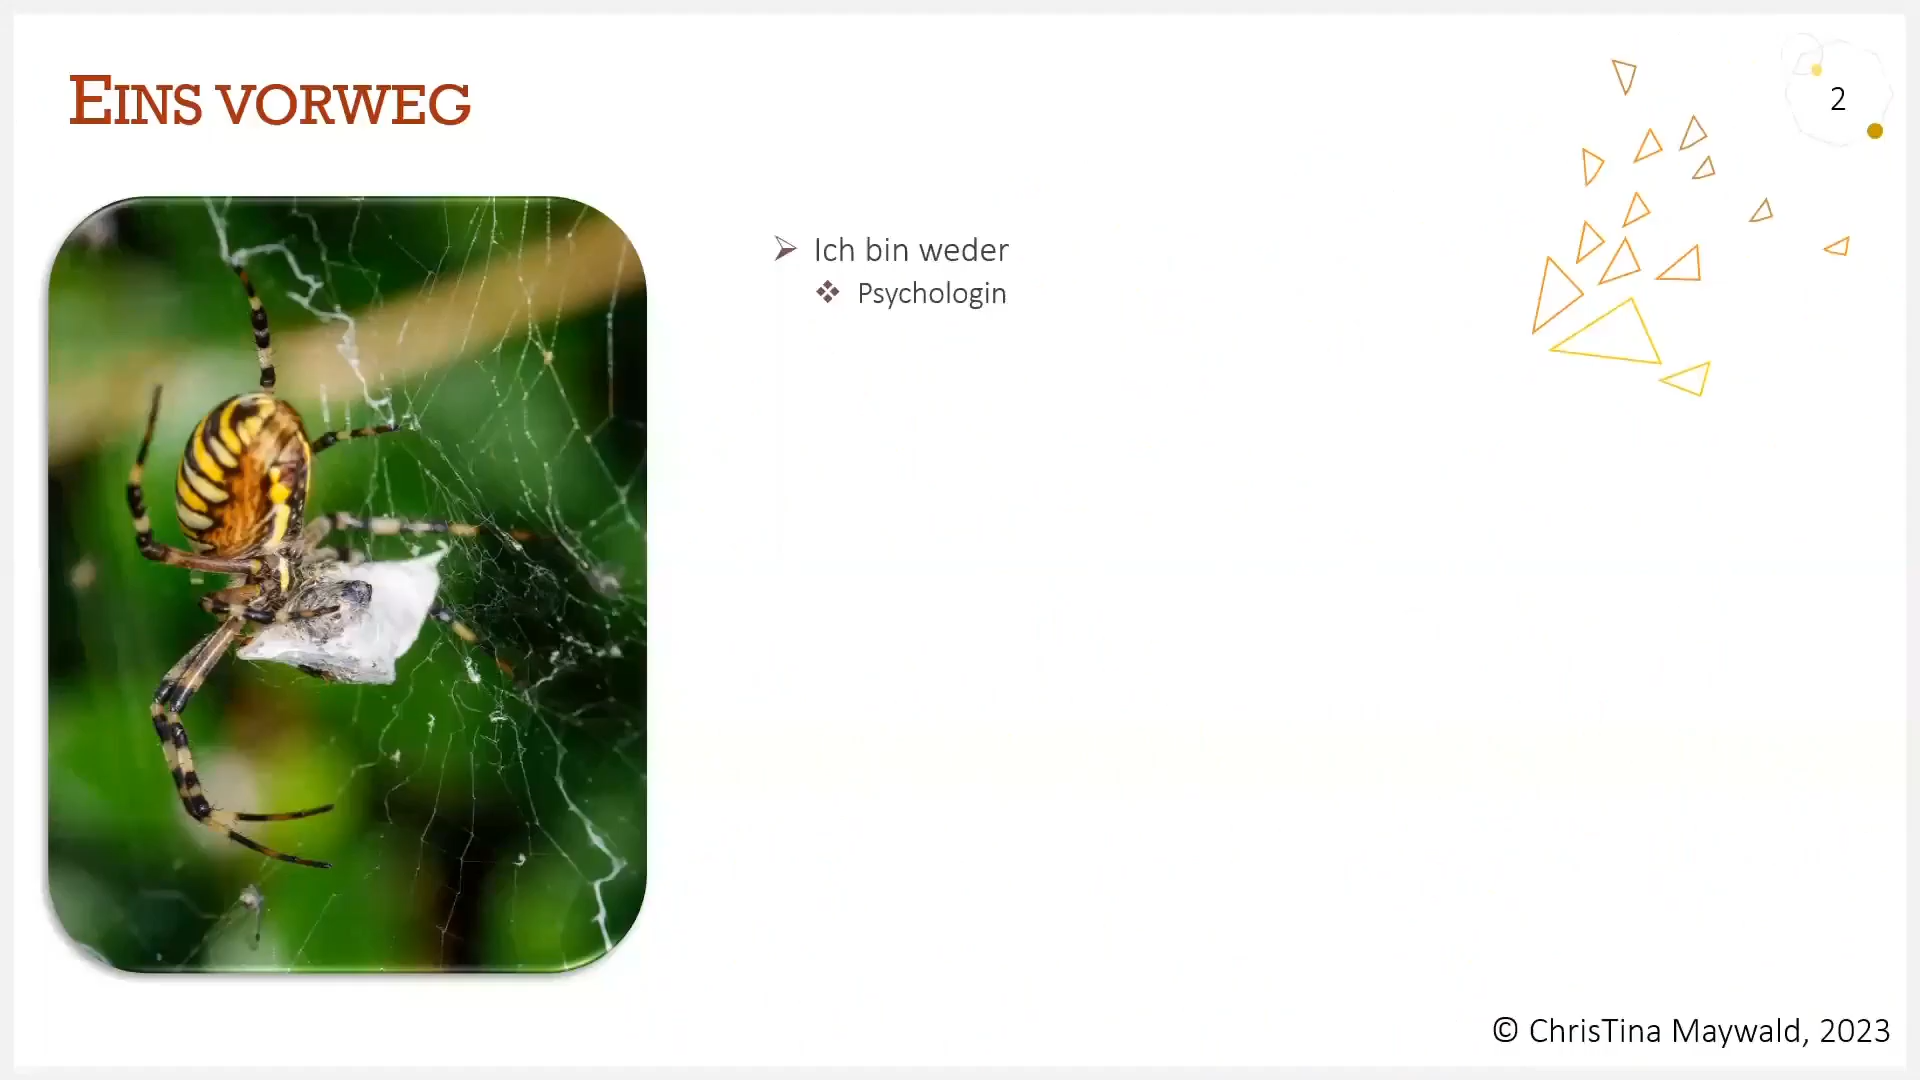 Eins vorweg
2
Ich bin weder
Psychologin
© ChrisTina Maywald, 2023